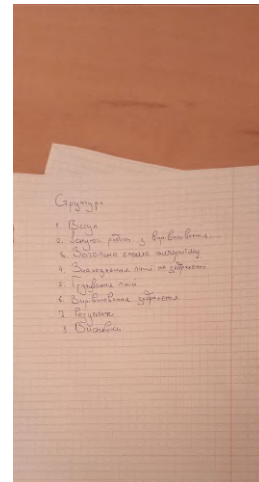 Структура
1. Вступ
2. Існуючі роботи з вирівнювання...
3. Загальна схема алгоритму
4. Знаходження ліній на зображенні
5. Групування ліній
6. Вирівнювання зображення
7. Результати
8. Висновки